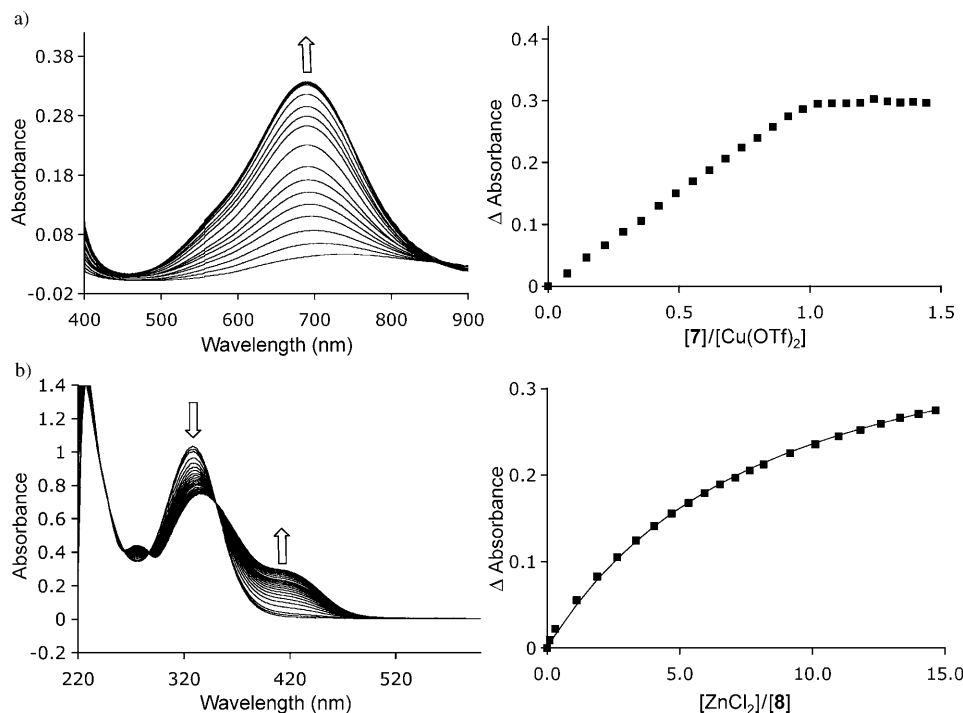 a)
Absorbance
0.38
0.28
0.18
0.08
-0.02
400 500 600 700 800 900
Wavelength (nm)
Δ Absorbance
0.4
0.3
0.2
0.1
0
0.0 0.5 1.0 1.5
[7]/[Cu(OTf)2]
b)
Absorbance
1.4
1.2
1
0.8
0.6
0.4
0.2
0
-0.2
220 320 420 520
Wavelength (nm)
Δ Absorbance
0.3
0.2
0.1
0
0.0 5.0 10.0 15.0
[ZnCl2]/[8]